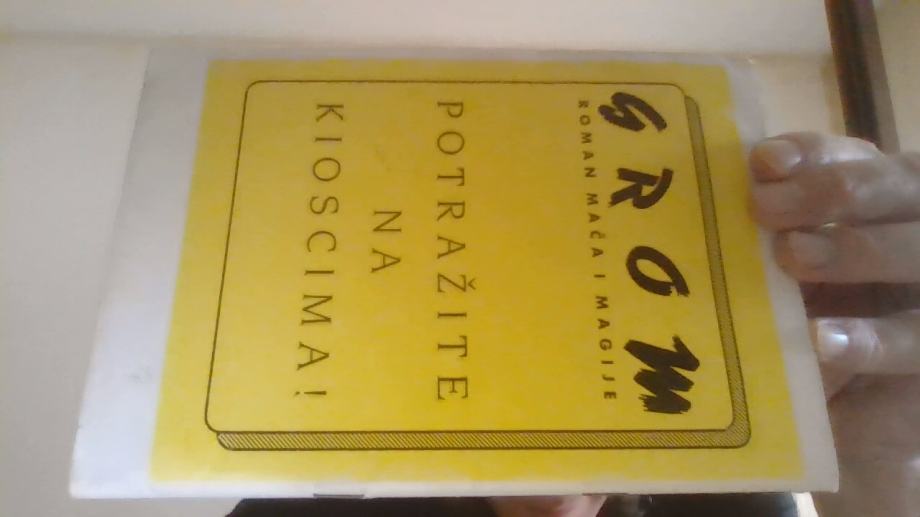 GROM
ROMAN MAČA I MAGIJE
POTRAŽITE
NA
KIOSCIMA!